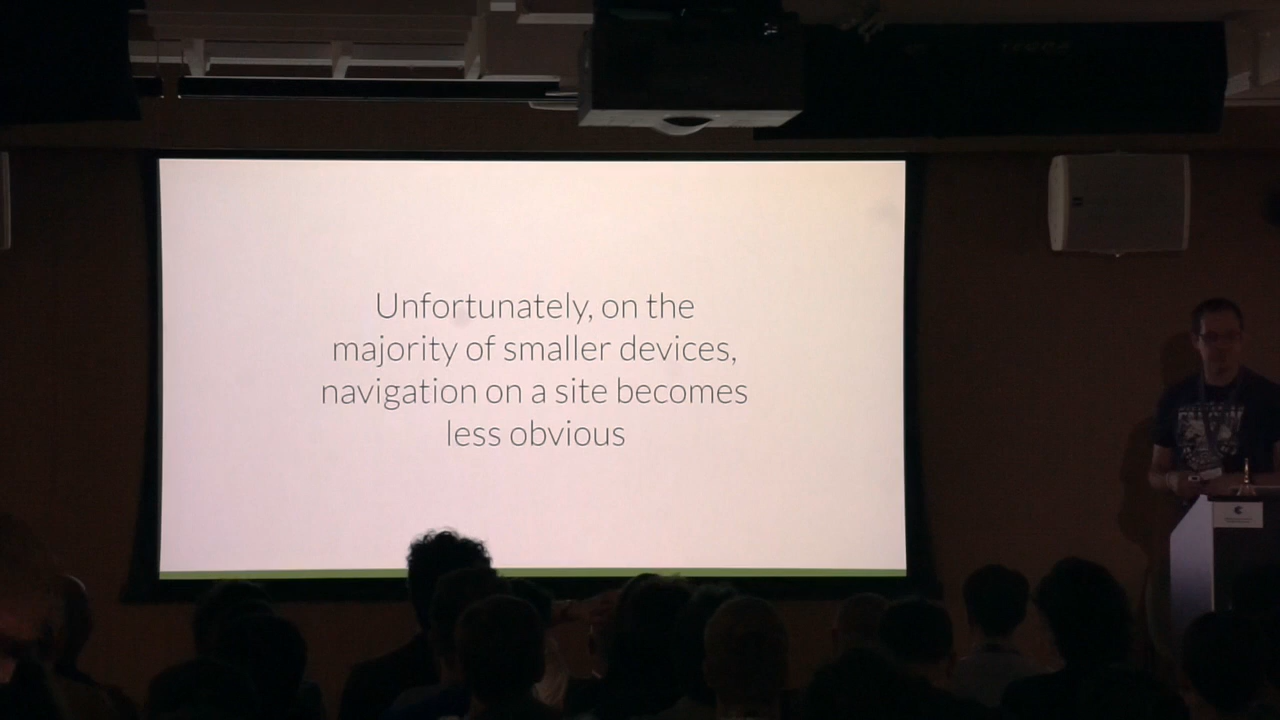 Unfortunately, on the
majority of smaller devices,
navigation on a site becomes
less obvious